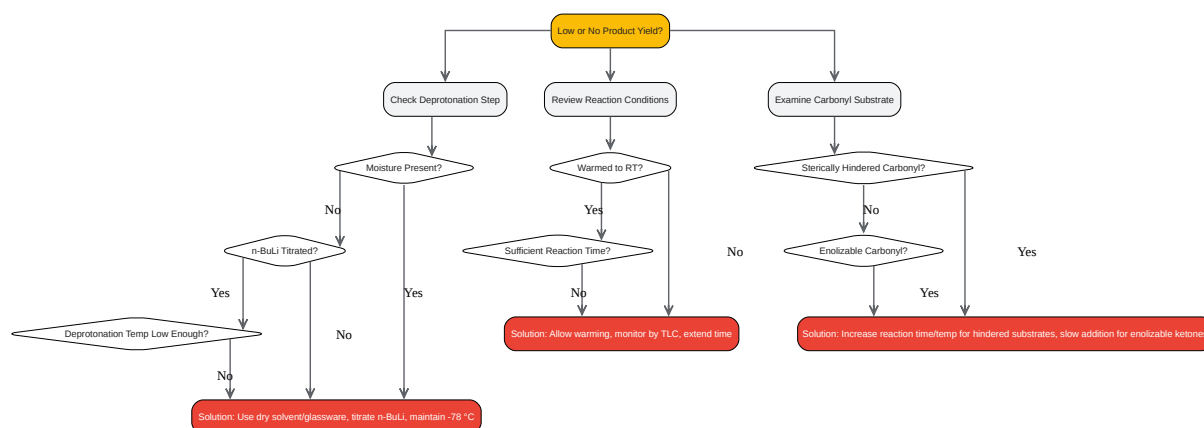 Low or No Product Yield?
Check Deprotonation Step
Review Reaction Conditions
Examine Carbonyl Substrate
Moisture Present?
Warmed to RT?
Sterically Hindered Carbonyl?
No
Yes
No
n-BuLi Titrated?
Sufficient Reaction Time?
Enolizable Carbonyl?
No
Yes
Yes
Yes
No
Yes
Deprotonation Temp Low Enough?
No
Solution: Allow warming, monitor by TLC, extend time
Solution: Increase reaction time/temp for hindered substrates, slow addition for enolizable ketones
No
Solution: Use dry solvent/glassware, titrate n-BuLi, maintain -78 °C